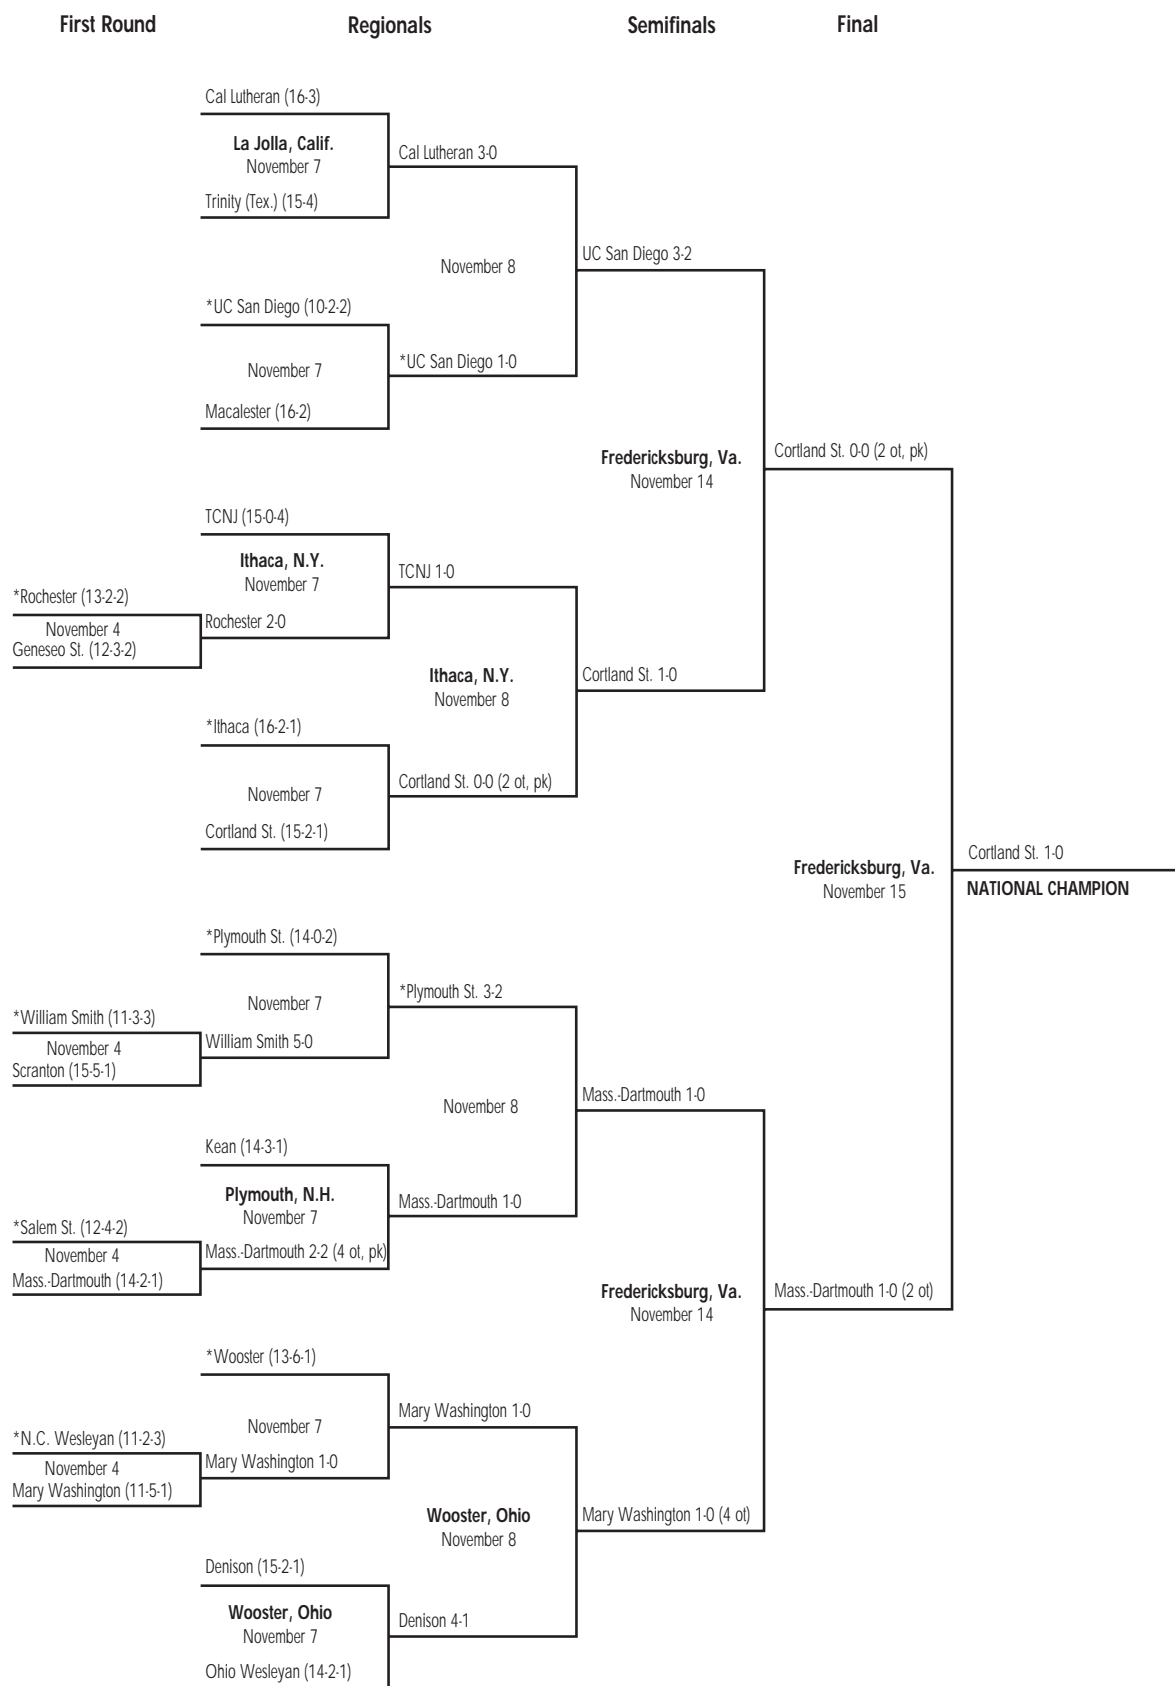 First Round Regionals Semifinals Final
Cal Lutheran (16-3)
La Jolla, Calif.
November 7
Cal Lutheran 3-0
Trinity (Tex.) (15-4)
November 8
UC San Diego 3-2
*UC San Diego (10-2-2)
November 7
*UC San Diego 1-0
Macalester (16-2)
Fredericksburg, Va.
November 14
Cortland St. 0-0 (2 ot, pk)
TCNJ (15-0-4)
Ithaca, N.Y.
November 7
TCNJ 1-0
*Rochester (13-2-2)
November 4
Geneseo St. (12-3-2)
Rochester 2-0
Ithaca, N.Y.
November 8
Cortland St. 1-0
*Ithaca (16-2-1)
November 7
Cortland St. 0-0 (2 ot, pk)
Cortland St. (15-2-1)
Fredericksburg, Va.
November 15
Cortland St. 1-0
NATIONAL CHAMPION
*Plymouth St. (14-0-2)
November 7
*Plymouth St. 3-2
*William Smith (11-3-3)
November 4
Scranton (15-5-1)
William Smith 5-0
November 8
Mass.-Dartmouth 1-0
Kean (14-3-1)
Plymouth, N.H.
November 7
Mass.-Dartmouth 1-0
*Salem St. (12-4-2)
November 4
Mass.-Dartmouth (14-2-1)
Mass.-Dartmouth 2-2 (4 ot, pk)
Fredericksburg, Va.
November 14
Mass.-Dartmouth 1-0 (2 ot)
*Wooster (13-6-1)
November 7
Mary Washington 1-0
*N.C. Wesleyan (11-2-3)
November 4
Mary Washington (11-5-1)
Mary Washington 1-0
Wooster, Ohio
November 8
Mary Washington 1-0 (4 ot)
Denison (15-2-1)
Wooster, Ohio
November 7
Denison 4-1
Ohio Wesleyan (14-2-1)